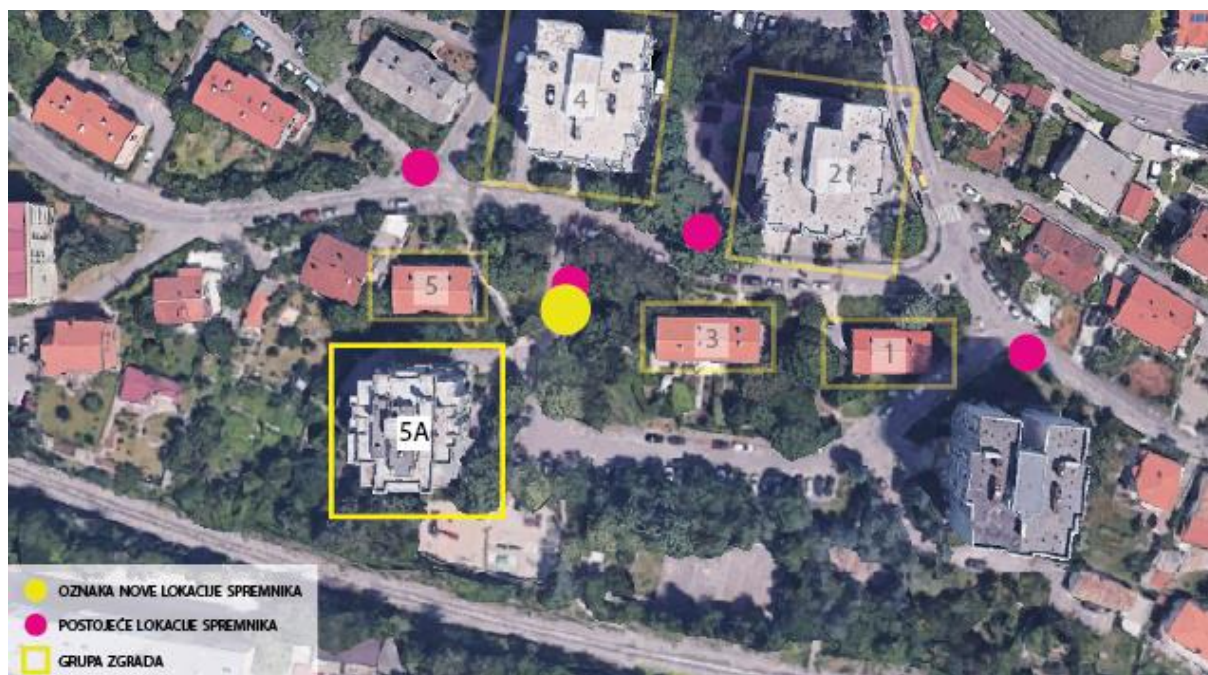 4
2
5
3
1
5A
OZNAKA NOVE LOKACIJE SPREMNIKA
POSTOJEĆE LOKACIJE SPREMNIKA
GRUPA ZGRADA